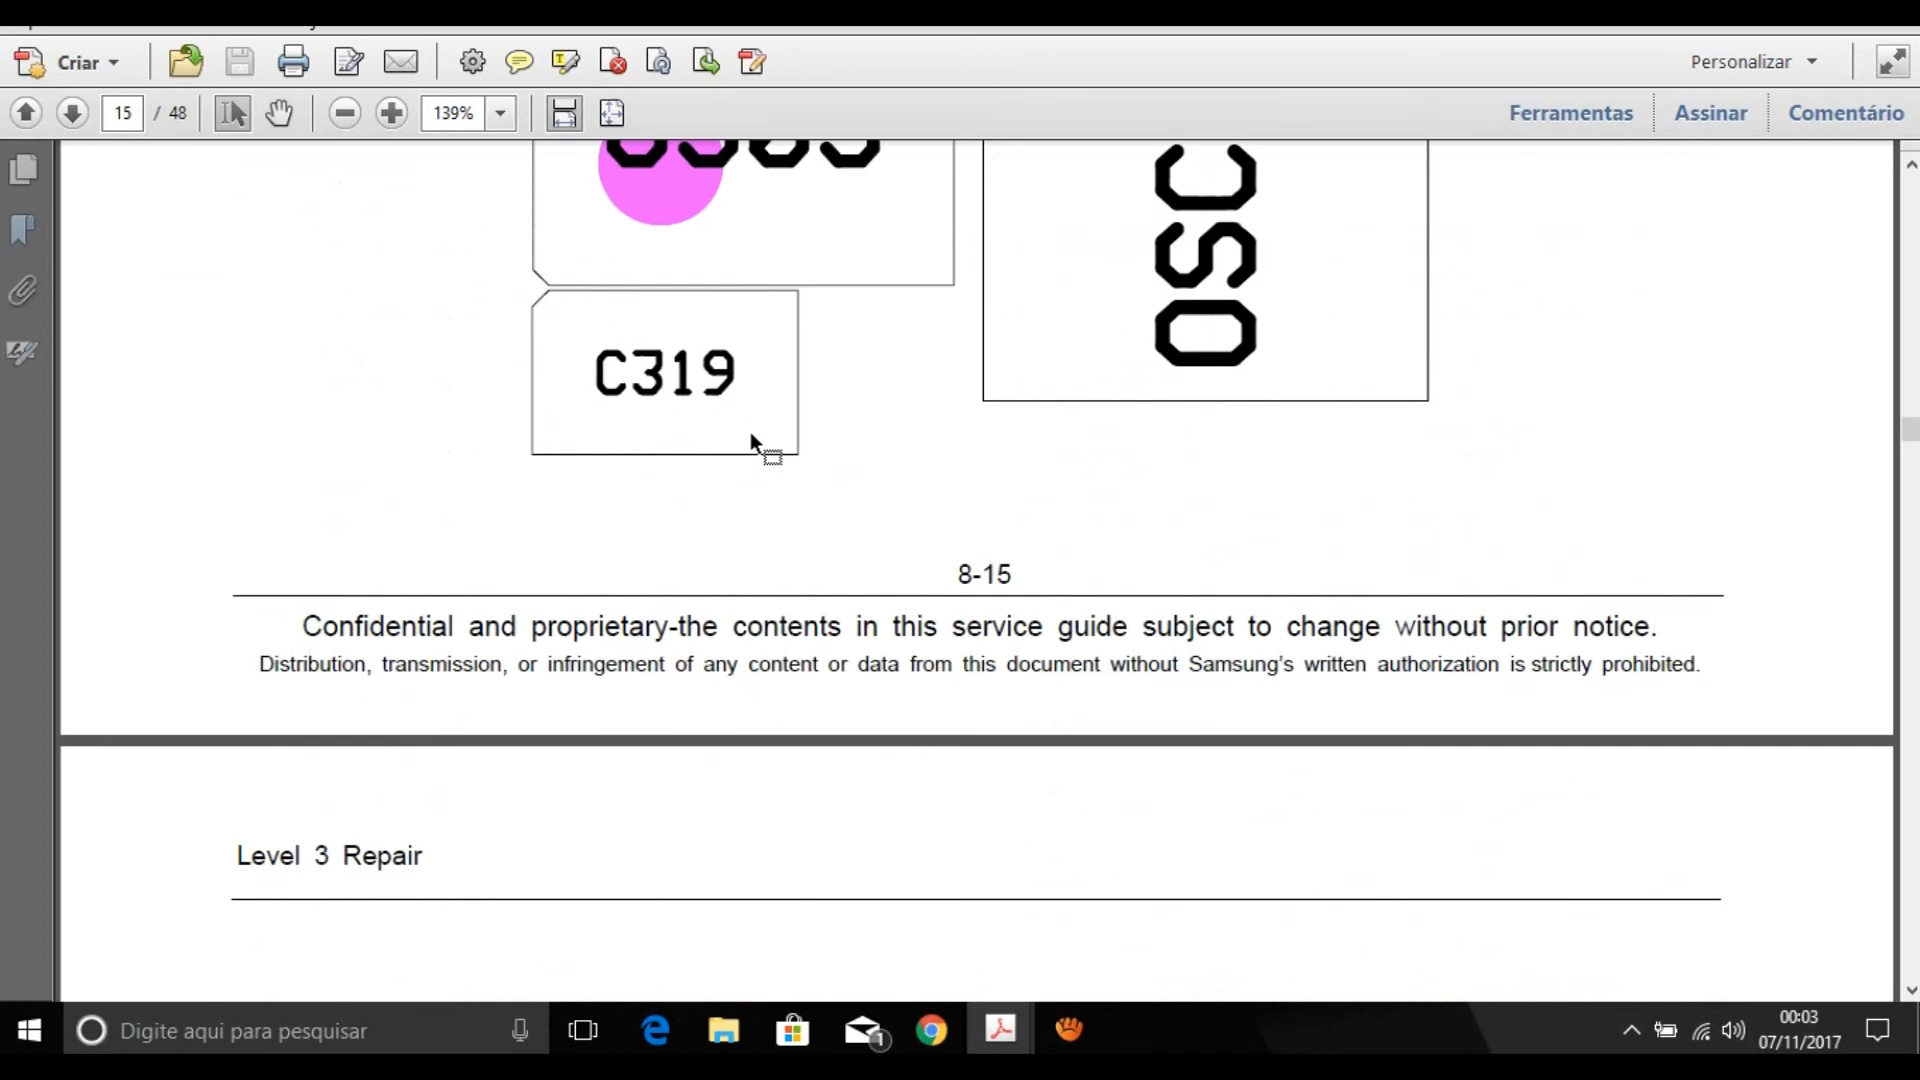 Criar
Personalizar
15 / 48
139%
Ferramentas
Assinar
Comentário
OSC
C319
8-15
Confidential and proprietary-the contents in this service guide subject to change without prior notice.
Distribution, transmission, or infringement of any content or data from this document without Samsung's written authorization is strictly prohibited.
Level 3 Repair
Digite aqui para pesquisar
1
00:03
07/11/2017